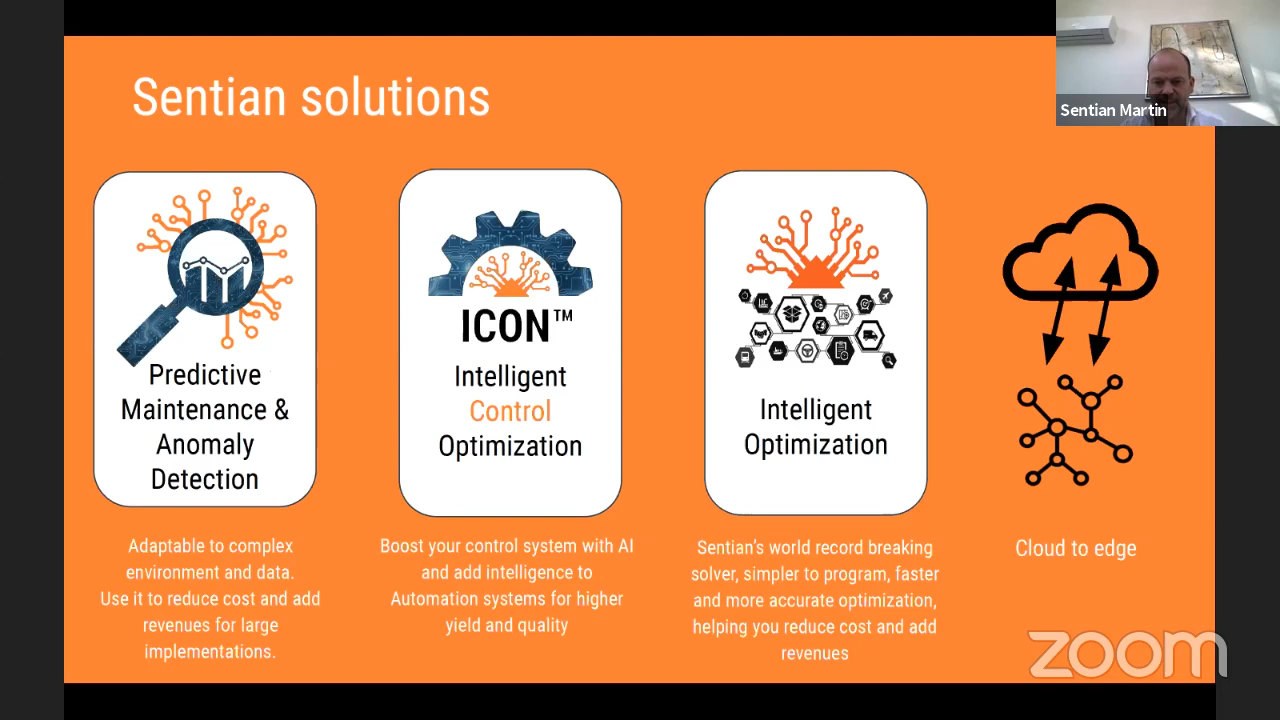 Sentian solutions
Sentian Martin
Predictive
Maintenance &
Anomaly
Detection
ICON™
Intelligent
Control
Optimization
Intelligent
Optimization
Adaptable to complex
environment and data.
Use it to reduce cost and add
revenues for large
implementations.
Boost your control system with AI
and add intelligence to
Automation systems for higher
yield and quality
Sentian's world record breaking
solver, simpler to program, faster
and more accurate optimization,
helping you reduce cost and add
revenues
Cloud to edge
zoom